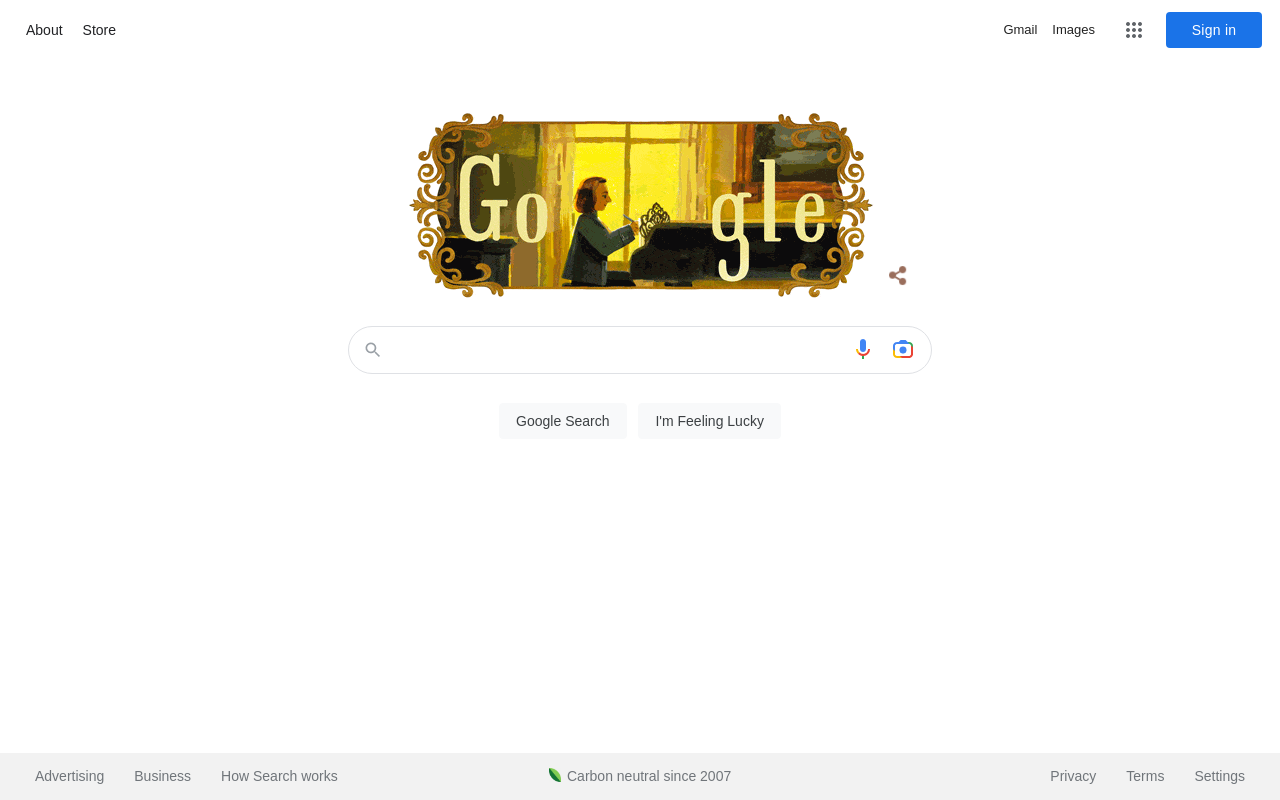 About Store Gmail Images Sign in
Go gle
Google Search I'm Feeling Lucky
Advertising Business How Search works Carbon neutral since 2007 Privacy Terms Settings